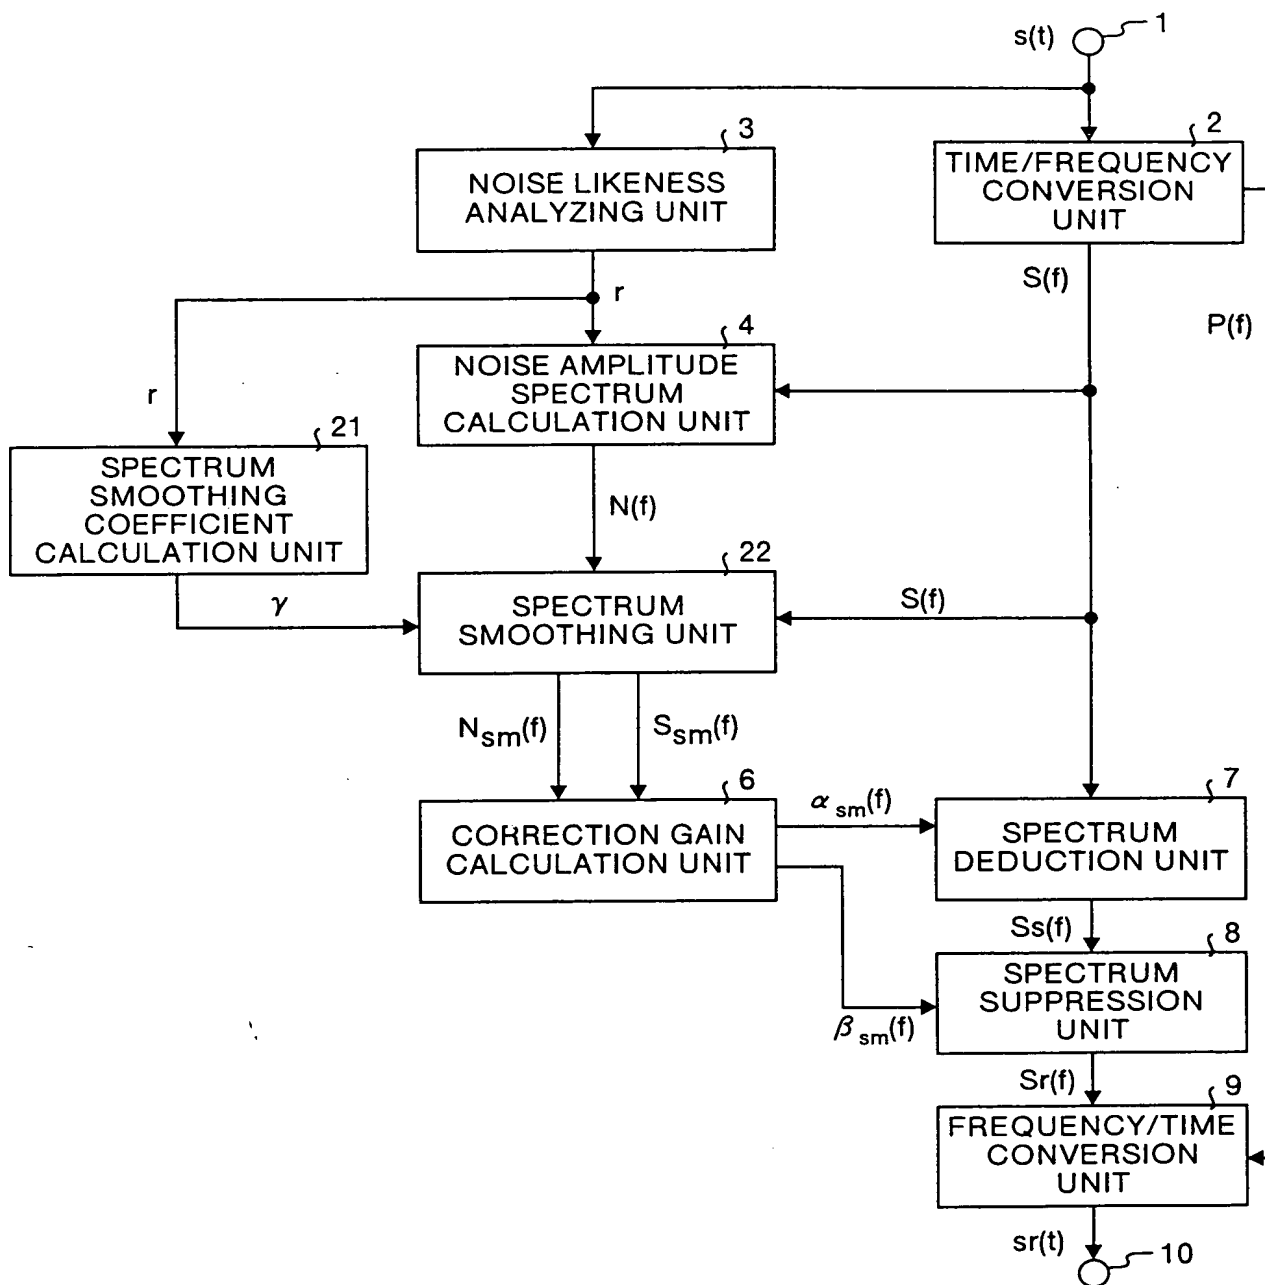 s(t)
1
3
2
NOISE LIKENESS
ANALYZING UNIT
TIME/FREQUENCY
CONVERSION
UNIT
S(f)
r
P(f)
4
NOISE AMPLITUDE
SPECTRUM
CALCULATION UNIT
r
21
SPECTRUM
SMOOTHING
COEFFICIENT
CALCULATION UNIT
N(f)
22
γ
SPECTRUM
SMOOTHING UNIT
S(f)
Nsm(f)
Ssm(f)
6
αsm(f)
7
CORRECTION GAIN
CALCULATION UNIT
SPECTRUM
DEDUCTION UNIT
Ss(f)
8
SPECTRUM
SUPPRESSION
UNIT
βsm(f)
Sr(f)
9
FREQUENCY/TIME
CONVERSION
UNIT
sr(t)
10